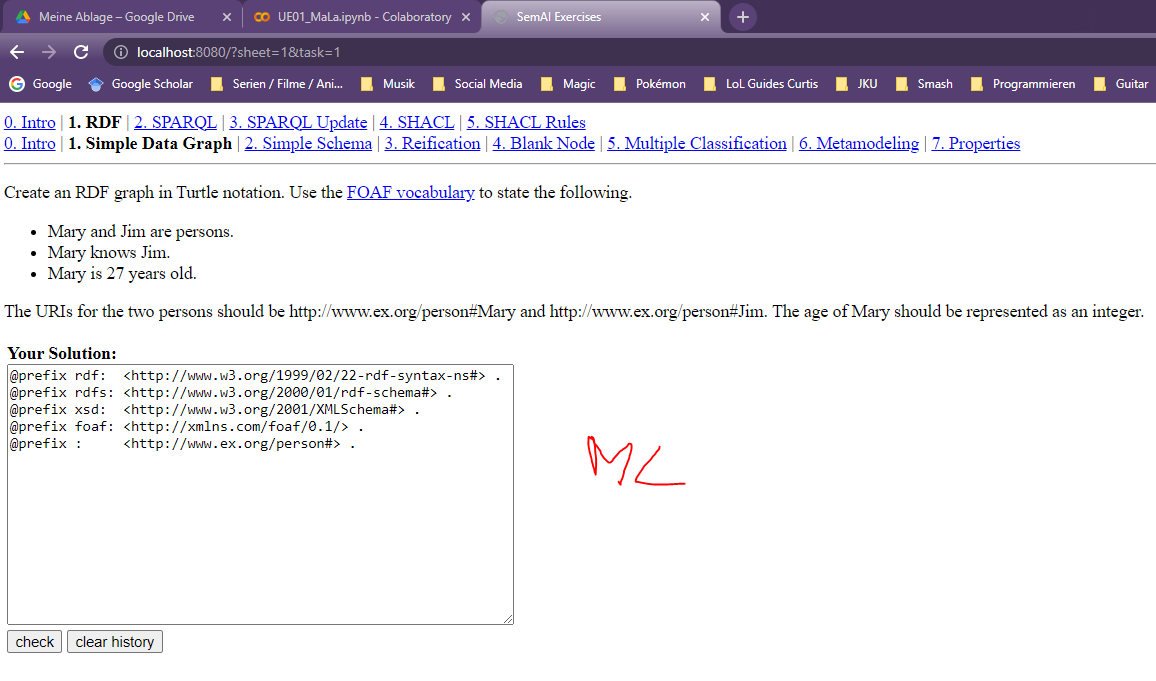 Meine Ablage – Google Drive
UE01_MaLa.ipynb - Colaboratory
SemAI Exercises
localhost:8080/?sheet=1&task=1
Google Google Scholar Serien / Filme / Ani... Musik Social Media Magic Pokémon LoL Guides Curtis JKU Smash Programmieren Guitar
0. Intro | 1. RDF | 2. SPARQL | 3. SPARQL Update | 4. SHACL | 5. SHACL Rules
0. Intro | 1. Simple Data Graph | 2. Simple Schema | 3. Reification | 4. Blank Node | 5. Multiple Classification | 6. Metamodeling | 7. Properties
Create an RDF graph in Turtle notation. Use the FOAF vocabulary to state the following.
• Mary and Jim are persons.
• Mary knows Jim.
• Mary is 27 years old.
The URIs for the two persons should be http://www.ex.org/person#Mary and http://www.ex.org/person#Jim. The age of Mary should be represented as an integer.
Your Solution:
@prefix rdf:  <http://www.w3.org/1999/02/22-rdf-syntax-ns#> .
@prefix rdfs: <http://www.w3.org/2000/01/rdf-schema#> .
@prefix xsd:  <http://www.w3.org/2001/XMLSchema#> .
@prefix foaf: <http://xmlns.com/foaf/0.1/> .
@prefix :     <http://www.ex.org/person#> .
ML
check clear history